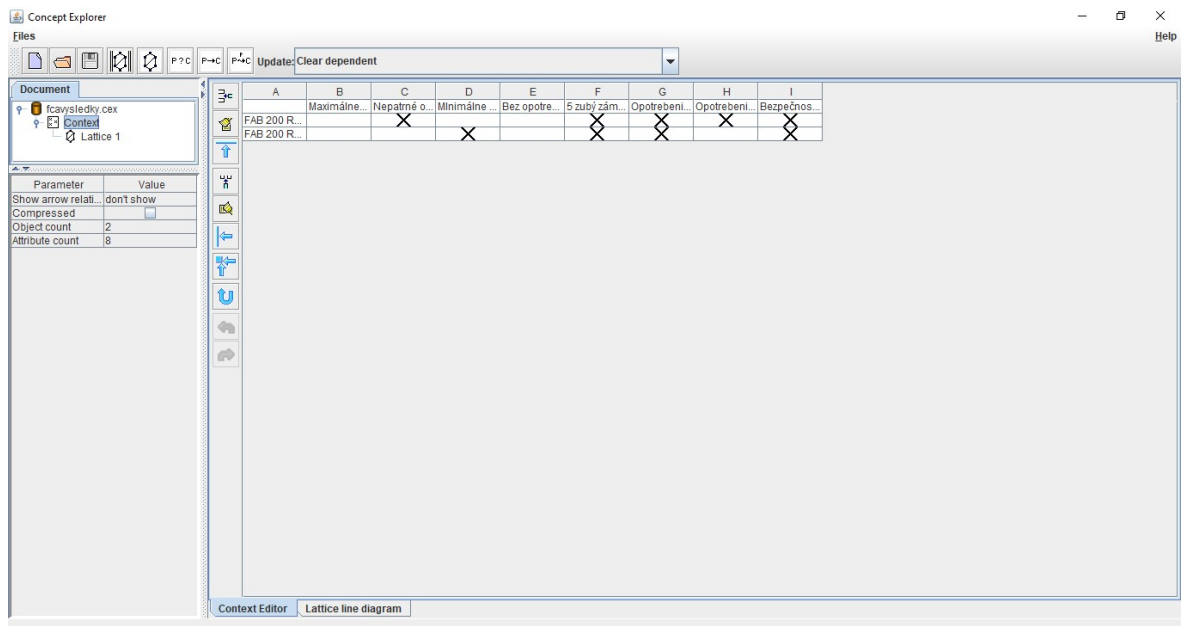 Concept Explorer
Files Help
P?C P→C P↛C Update: Clear dependent
Document
fcavysledky.cex
Context
Lattice 1
Parameter Value
Show arrow relati... don't show
Compressed
Object count 2
Attribute count 8
A B C D E F G H I
Maximálne... Nepatrné o... MInimálne ... Bez opotre... 5 zubý zám... Opotrebeni... Opotrebeni... Bezpečnos...
FAB 200 R... X X X X X
FAB 200 R... X X X X
Context Editor Lattice line diagram